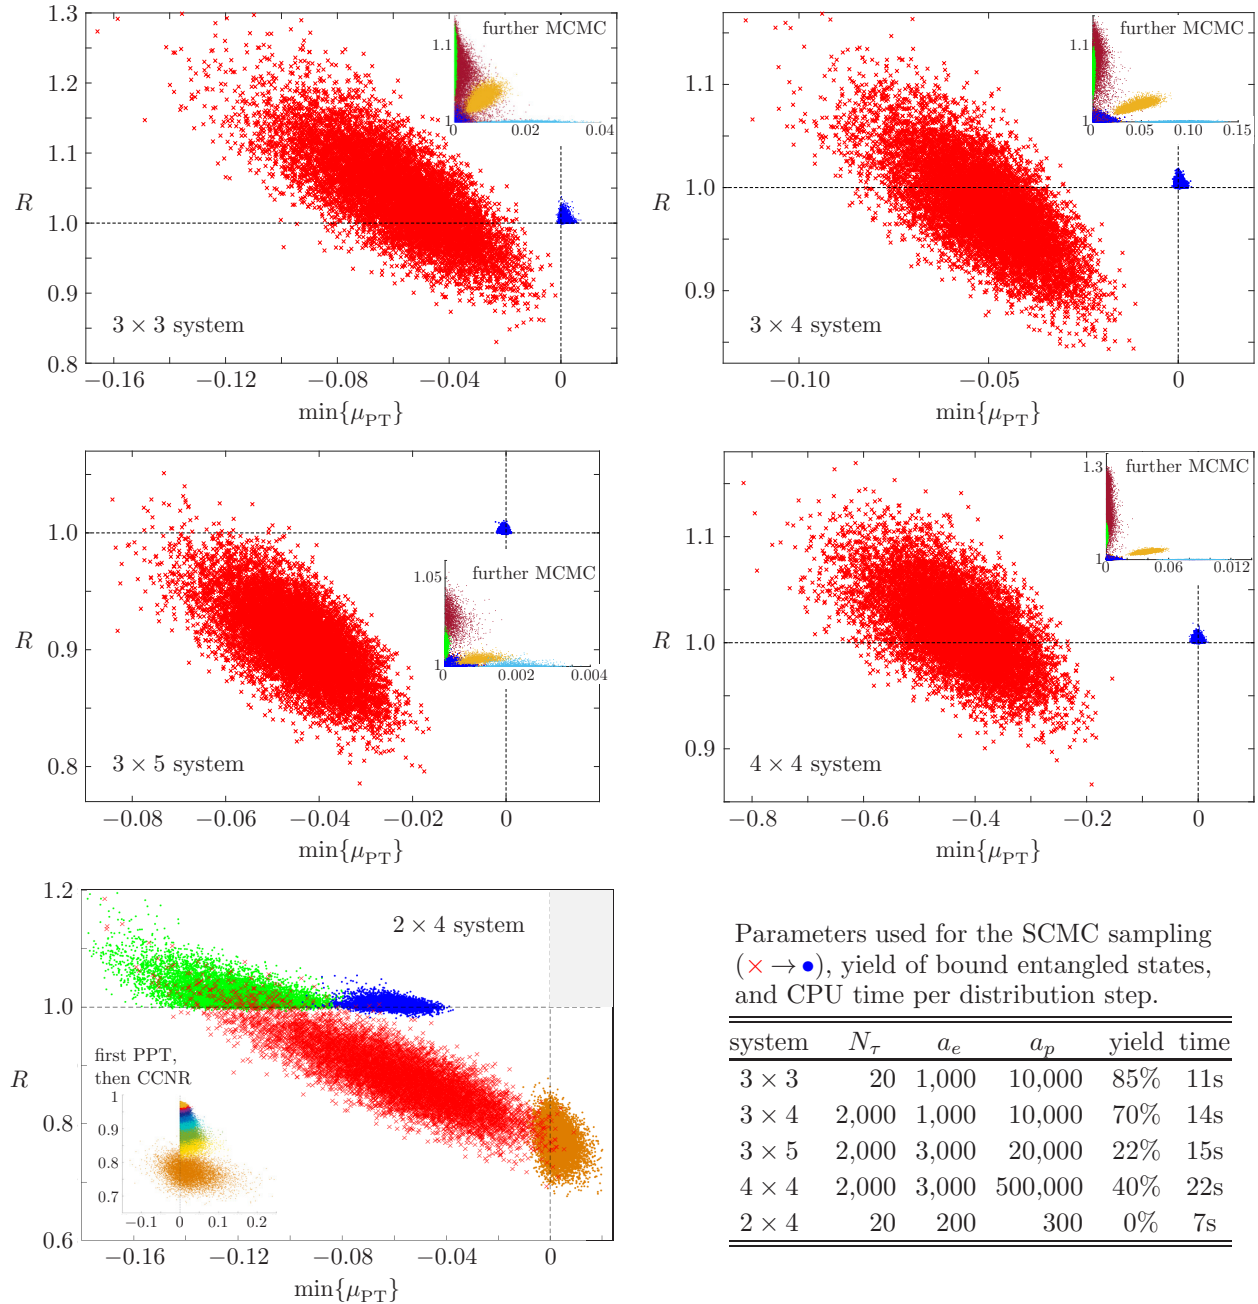 1.3
1.2
1.1
1.0
0.9
0.8
R
−0.16
−0.12
−0.08
−0.04
0
min{μPT}
3 × 3 system
further MCMC
1.1
1
0
0.02
0.04
1.1
1.0
0.9
R
−0.10
−0.05
0
min{μPT}
3 × 4 system
further MCMC
1.1
1
0
0.05
0.10
0.15
1.0
0.9
0.8
R
−0.08
−0.06
−0.04
−0.02
0
min{μPT}
3 × 5 system
further MCMC
1.05
1
0
0.002
0.004
1.1
1.0
0.9
R
−0.8
−0.6
−0.4
−0.2
0
min{μPT}
4 × 4 system
further MCMC
1.3
1
0
0.06
0.012
1.2
1.0
0.8
0.6
R
−0.16
−0.12
−0.08
−0.04
0
min{μPT}
2 × 4 system
first PPT,
then CCNR
1
0.9
0.8
0.7
−0.1
0
0.1
0.2
Parameters used for the SCMC sampling
(× → •), yield of bound entangled states,
and CPU time per distribution step.
system Nτ ae ap yield time
3 × 3 20 1,000 10,000 85% 11s
3 × 4 2,000 1,000 10,000 70% 14s
3 × 5 2,000 3,000 20,000 22% 15s
4 × 4 2,000 3,000 500,000 40% 22s
2 × 4 20 200 300 0% 7s